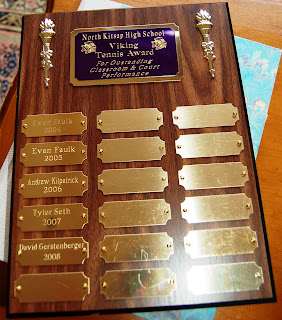 North Kitsap High School
Viking
Tennis Award
For Outstanding
Classroom & Court
Performance
Evan Faulk
2004
Evan Faulk
2005
Andrew Kilpatrick
2006
Tyler Seth
2007
David Gerstenberger
2008